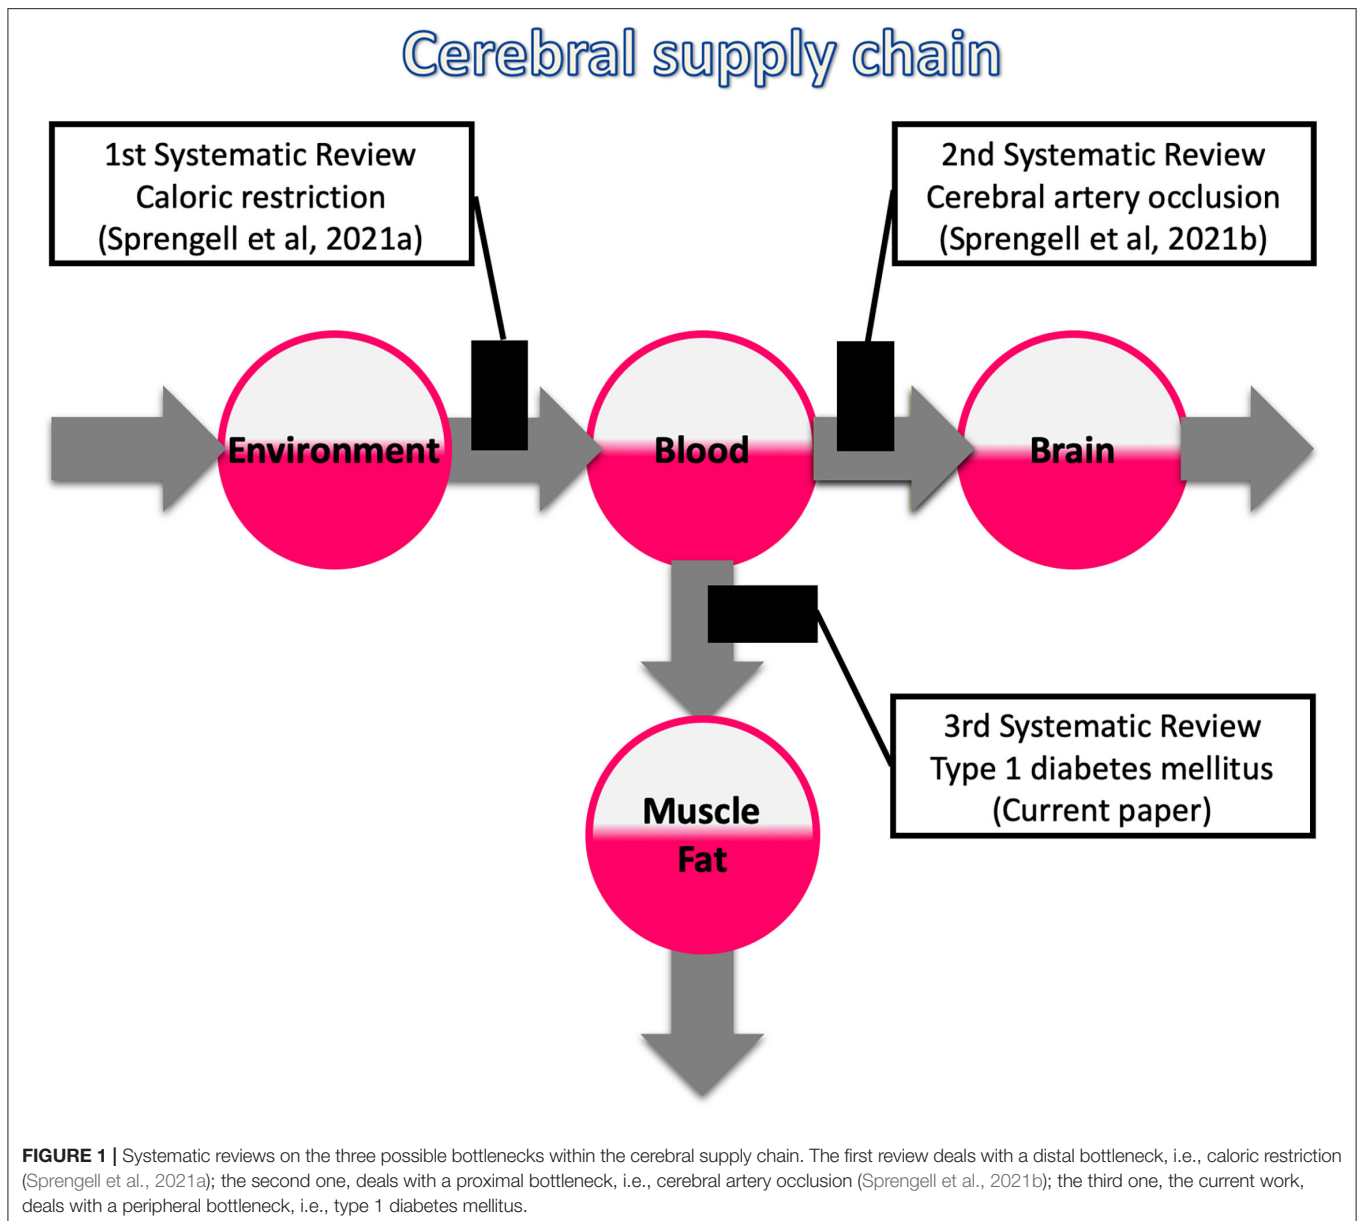 Cerebral supply chain
1st Systematic Review
Caloric restriction
(Sprengell et al, 2021a)
2nd Systematic Review
Cerebral artery occlusion
(Sprengell et al, 2021b)
Environment
Blood
Brain
3rd Systematic Review
Type 1 diabetes mellitus
(Current paper)
Muscle
Fat
FIGURE 1 | Systematic reviews on the three possible bottlenecks within the cerebral supply chain. The first review deals with a distal bottleneck, i.e., caloric restriction
(Sprengell et al., 2021a); the second one, deals with a proximal bottleneck, i.e., cerebral artery occlusion (Sprengell et al., 2021b); the third one, the current work,
deals with a peripheral bottleneck, i.e., type 1 diabetes mellitus.